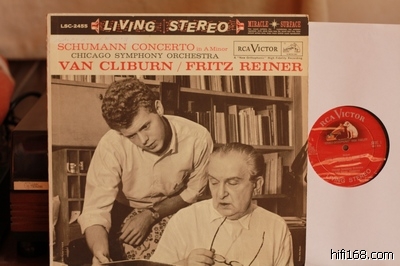 LSC-2455
LIVING STEREO
MIRACLE SURFACE
SCHUMANN CONCERTO in A Minor
CHICAGO SYMPHONY ORCHESTRA
RCA VICTOR
VAN CLIBURN / FRITZ REINER
RCA VICTOR
hifi168.com